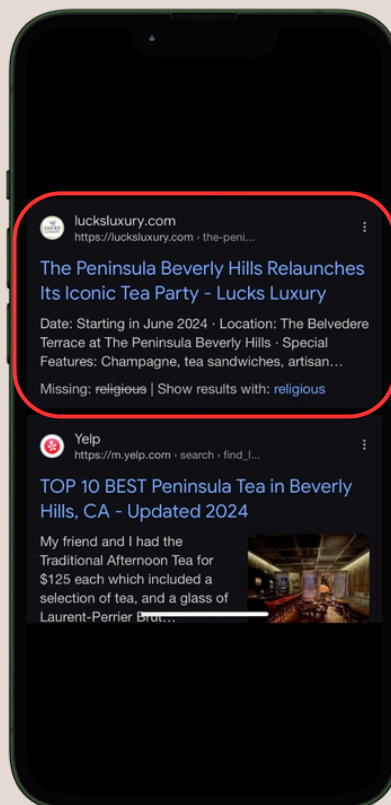 lucksluxury.com
https://lucksluxury.com › the-peni...
The Peninsula Beverly Hills Relaunches
Its Iconic Tea Party - Lucks Luxury
Date: Starting in June 2024 · Location: The Belvedere
Terrace at The Peninsula Beverly Hills · Special
Features: Champagne, tea sandwiches, artisan...
Missing: religious | Show results with: religious
Yelp
https://m.yelp.com › search › find_l...
TOP 10 BEST Peninsula Tea in Beverly
Hills, CA - Updated 2024
My friend and I had the
Traditional Afternoon Tea for
$125 each which included a
selection of tea, and a glass of
Laurent-Perrier Brut...